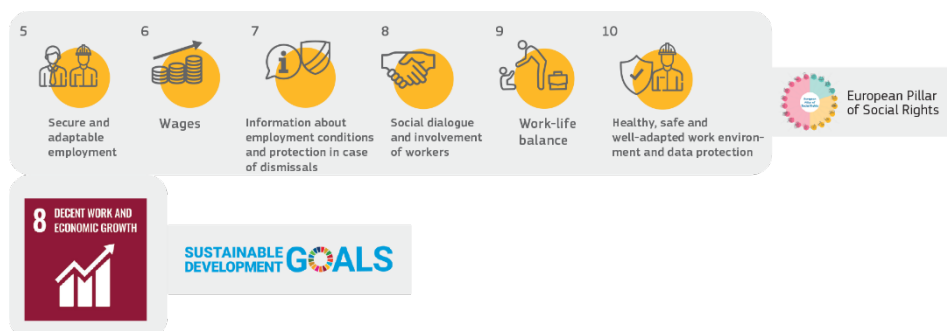 5
Secure and
adaptable
employment
6
Wages
7
Information about
employment conditions
and protection in case
of dismissals
8
Social dialogue
and involvement
of workers
9
Work-life
balance
10
Healthy, safe and
well-adapted work environ-
ment and data protection
European Pillar
of Social Rights
8 DECENT WORK AND
ECONOMIC GROWTH
SUSTAINABLE
DEVELOPMENT
GOALS